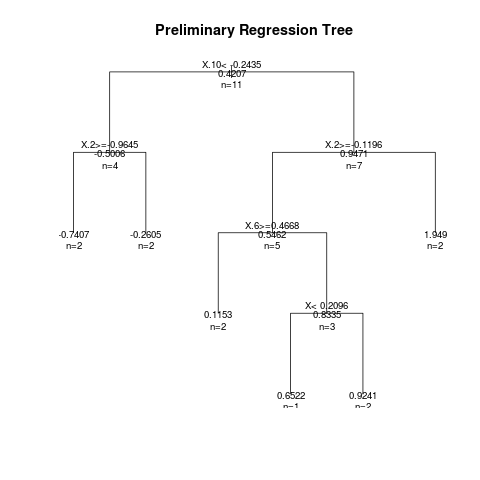 Preliminary Regression Tree
X.10< -0.2435
0.4207
n=11
X.2>=-0.9645
-0.5006
n=4
X.2>=-0.1196
0.9471
n=7
-0.7407
n=2
-0.2605
n=2
X.6>=0.4668
0.5462
n=5
1.949
n=2
0.1153
n=2
X< 0.2096
0.8335
n=3
0.6522
n=1
0.9241
n=2